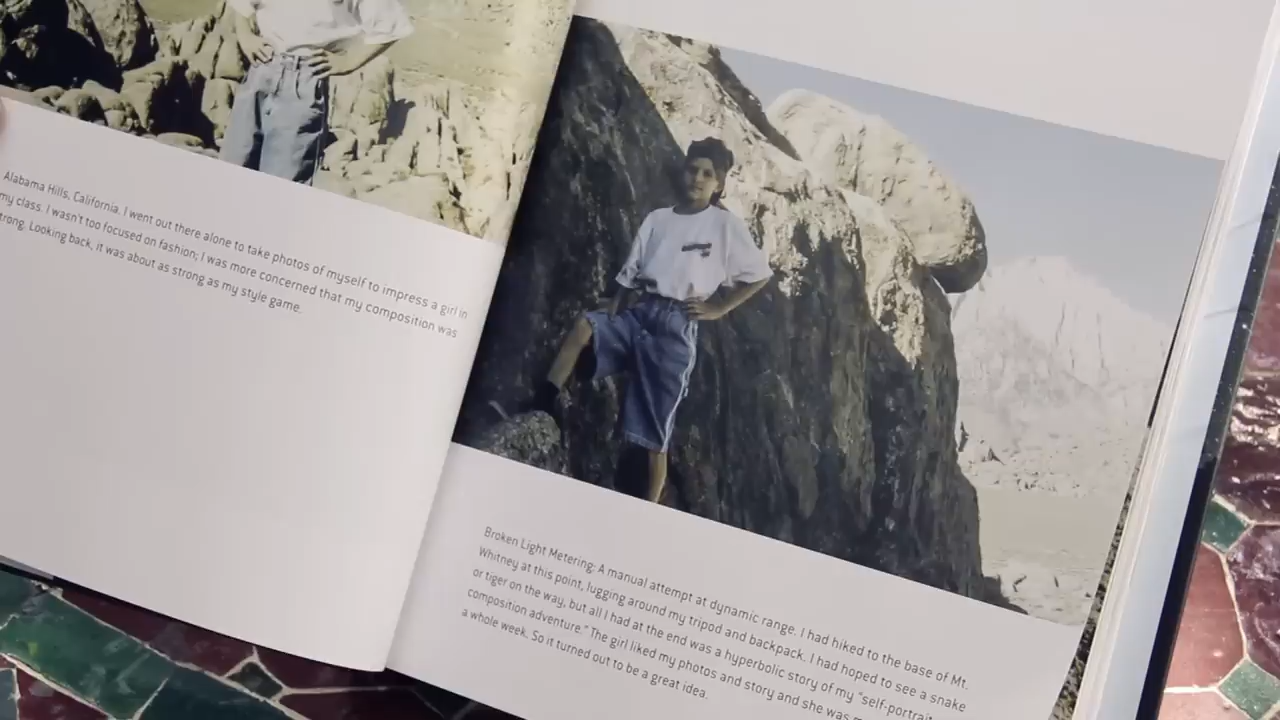 Alabama Hills, California. I went out there alone to take photos of myself to impress a girl in
my class. I wasn't too focused on fashion; I was more concerned that my composition was
strong. Looking back, it was about as strong as my style game.
Broken Light Metering: A manual attempt at dynamic range. I had hiked to the base of Mt.
Whitney at this point, lugging around my tripod and backpack. I had hoped to see a snake
or tiger on the way, but all I had at the end was a hyperbolic story of my "self-portrait
composition adventure." The girl liked my photos and story and she was
a whole week. So it turned out to be a great idea.